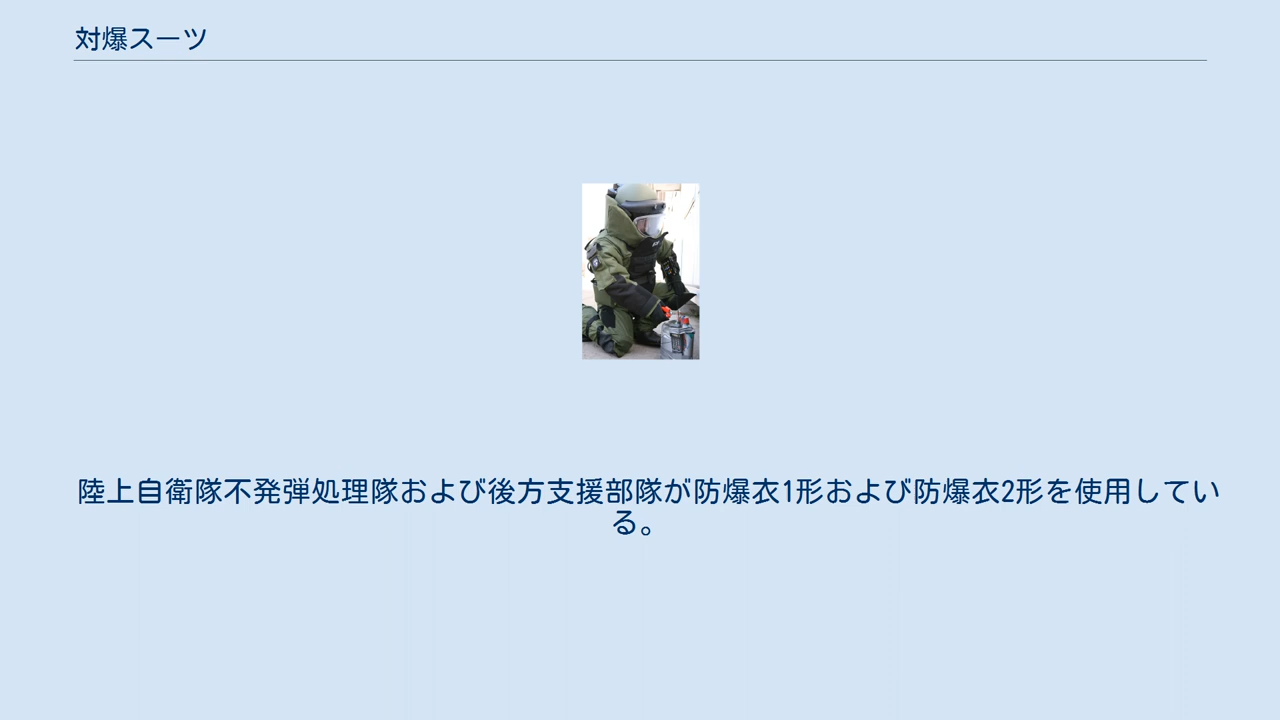 対爆スーツ
陸上自衛隊不発弾処理隊および後方支援部隊が防爆衣1形および防爆衣2形を使用してい
る。